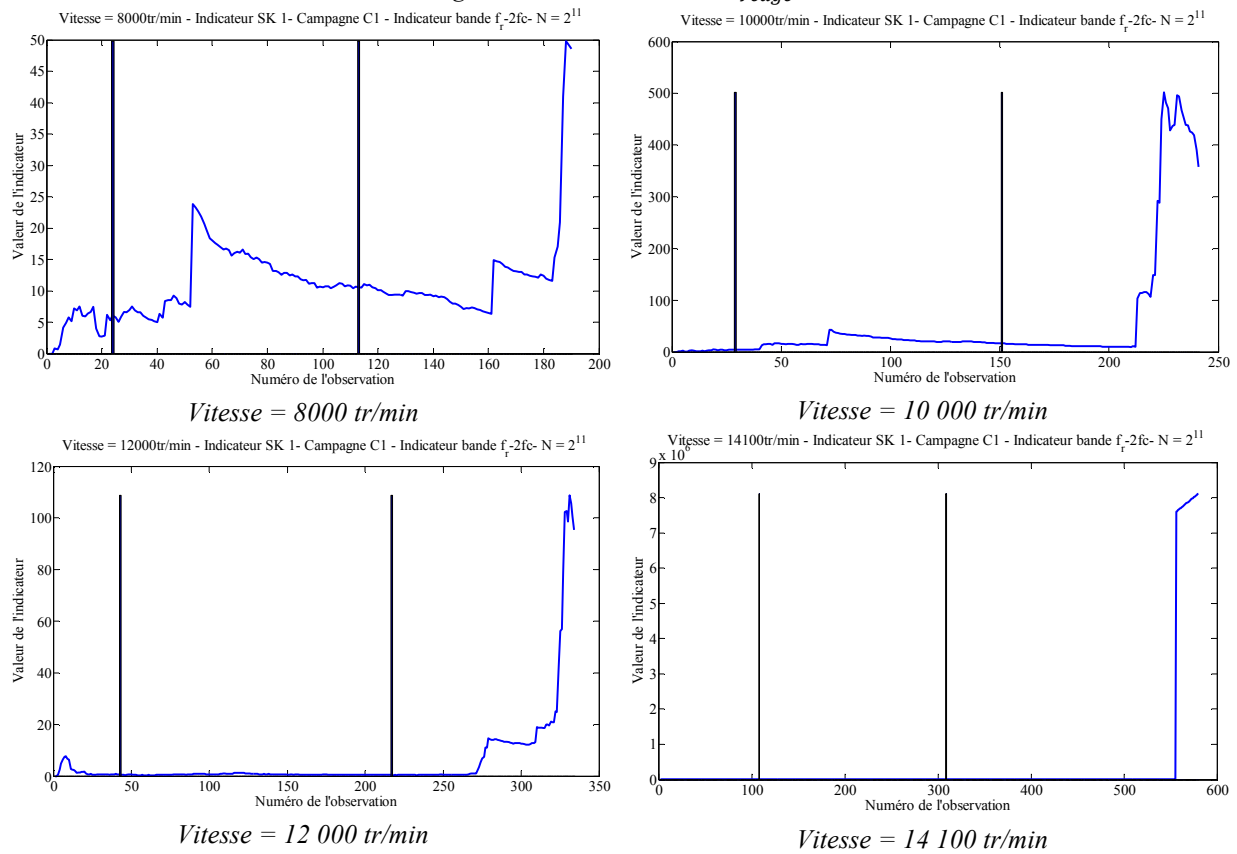 Vitesse = 8000tr/min - Indicateur SK 1- Campagne C1 - Indicateur bande f_r-2fc- N = 2^11
Valeur de l'indicateur
50
45
40
35
30
25
20
15
10
5
0
0 20 40 60 80 100 120 140 160 180 200
Numéro de l'observation
Vitesse = 8000 tr/min
Vitesse = 10000tr/min - Indicateur SK 1- Campagne C1 - Indicateur bande f_r-2fc- N = 2^11
Valeur de l'indicateur
600
500
400
300
200
100
0
0 50 100 150 200 250
Numéro de l'observation
Vitesse = 10 000 tr/min
Vitesse = 12000tr/min - Indicateur SK 1- Campagne C1 - Indicateur bande f_r-2fc- N = 2^11
Valeur de l'indicateur
120
100
80
60
40
20
0
0 50 100 150 200 250 300 350
Numéro de l'observation
Vitesse = 12 000 tr/min
Vitesse = 14100tr/min - Indicateur SK 1- Campagne C1 - Indicateur bande f_r-2fc- N = 2^11
x 10^6
Valeur de l'indicateur
9
8
7
6
5
4
3
2
1
0
0 100 200 300 400 500 600
Numéro de l'observation
Vitesse = 14 100 tr/min